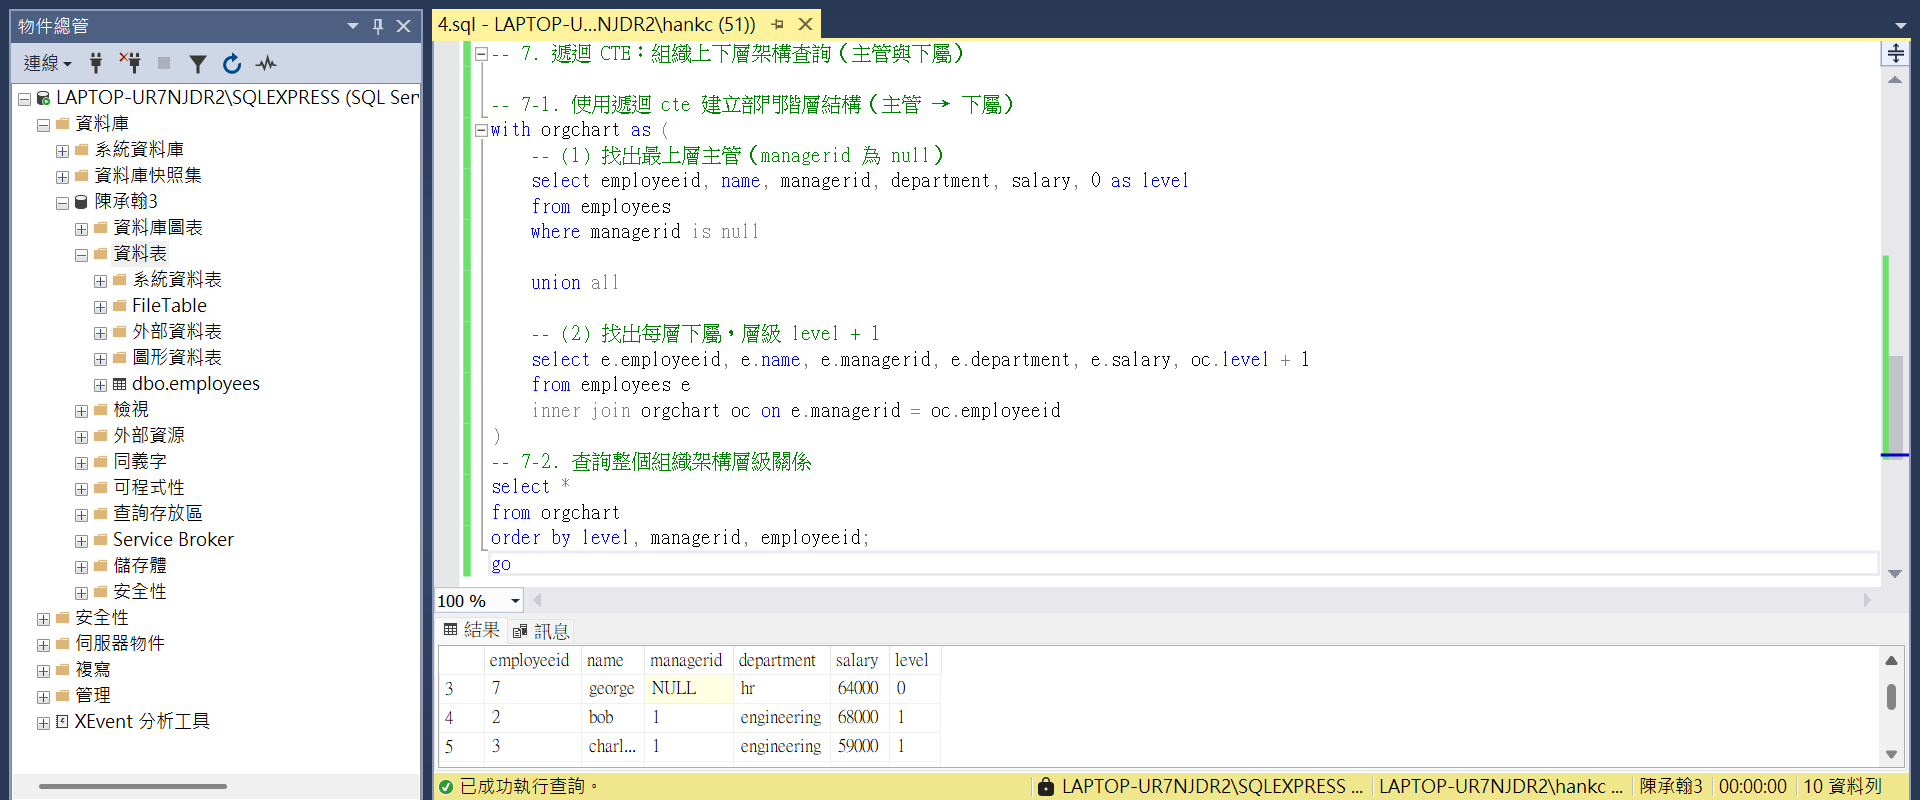 物件總管
連線
LAPTOP-UR7NJDR2\SQLEXPRESS (SQL Ser
資料庫
系統資料庫
資料庫快照集
陳承翰3
資料庫圖表
資料表
系統資料表
FileTable
外部資料表
圖形資料表
dbo.employees
檢視
外部資源
同義字
可程式性
查詢存放區
Service Broker
儲存體
安全性
安全性
伺服器物件
複寫
管理
XEvent 分析工具
4.sql - LAPTOP-U...NJDR2\hankc (51))
-- 7. 遞迴 CTE：組織上下層架構查詢（主管與下屬）
-- 7-1. 使用遞迴 cte 建立部門階層結構（主管 → 下屬）
with orgchart as (
-- (1) 找出最上層主管（managerid 為 null）
select employeeid, name, managerid, department, salary, 0 as level
from employees
where managerid is null
union all
-- (2) 找出每層下屬，層級 level + 1
select e.employeeid, e.name, e.managerid, e.department, e.salary, oc.level + 1
from employees e
inner join orgchart oc on e.managerid = oc.employeeid
)
-- 7-2. 查詢整個組織架構層級關係
select *
from orgchart
order by level, managerid, employeeid;
go
100 %
結果 訊息
employeeid name managerid department salary level
3 7 george NULL hr 64000 0
4 2 bob 1 engineering 68000 1
5 3 charl... 1 engineering 59000 1
已成功執行查詢。 LAPTOP-UR7NJDR2\SQLEXPRESS ... LAPTOP-UR7NJDR2\hankc ... 陳承翰3 00:00:00 10 資料列